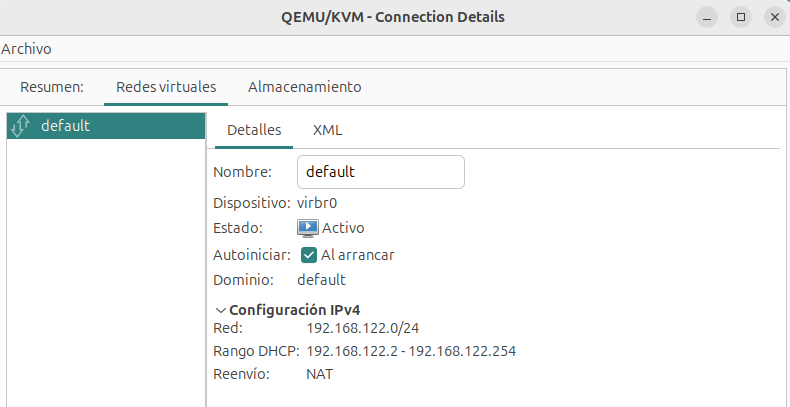 QEMU/KVM - Connection Details
Archivo
Resumen: Redes virtuales Almacenamiento
default
Detalles XML
Nombre: default
Dispositivo: virbr0
Estado: Activo
Autoiniciar: Al arrancar
Dominio: default
Configuración IPv4
Red: 192.168.122.0/24
Rango DHCP: 192.168.122.2 - 192.168.122.254
Reenvío: NAT